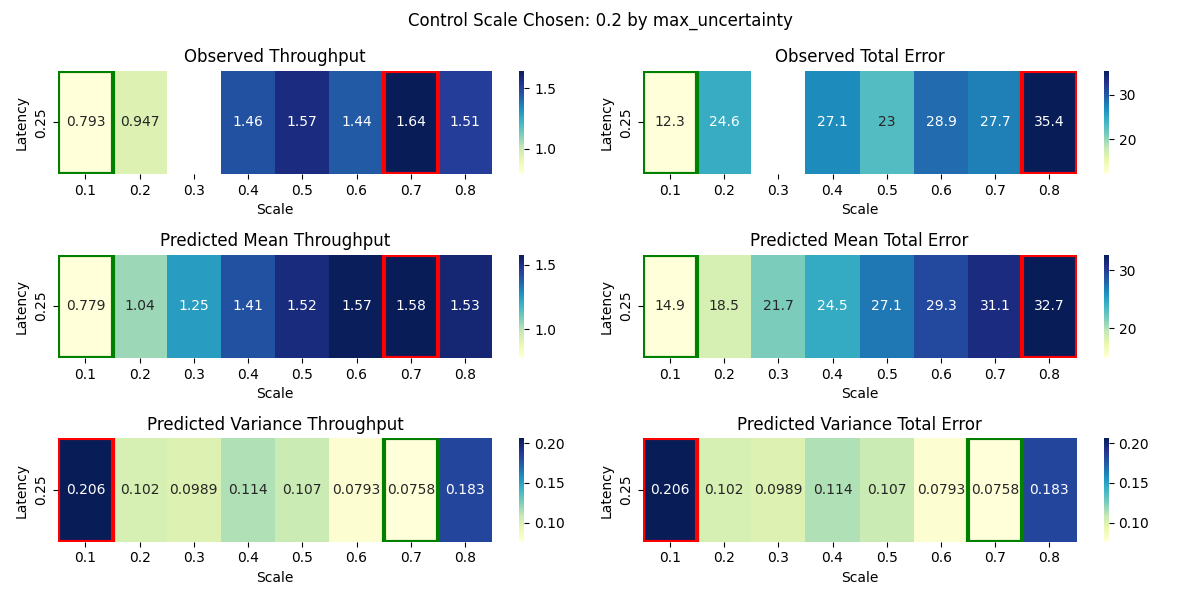 Control Scale Chosen: 0.2 by max_uncertainty
Observed Throughput
Latency
0.25
0.793 0.947 1.46 1.57 1.44 1.64 1.51
0.1 0.2 0.3 0.4 0.5 0.6 0.7 0.8
Scale
1.5
1.0
Observed Total Error
Latency
0.25
12.3 24.6 27.1 23 28.9 27.7 35.4
0.1 0.2 0.3 0.4 0.5 0.6 0.7 0.8
Scale
30
20
Predicted Mean Throughput
Latency
0.25
0.779 1.04 1.25 1.41 1.52 1.57 1.58 1.53
0.1 0.2 0.3 0.4 0.5 0.6 0.7 0.8
Scale
1.5
1.0
Predicted Mean Total Error
Latency
0.25
14.9 18.5 21.7 24.5 27.1 29.3 31.1 32.7
0.1 0.2 0.3 0.4 0.5 0.6 0.7 0.8
Scale
30
20
Predicted Variance Throughput
Latency
0.25
0.206 0.102 0.0989 0.114 0.107 0.0793 0.0758 0.183
0.1 0.2 0.3 0.4 0.5 0.6 0.7 0.8
Scale
0.20
0.15
0.10
Predicted Variance Total Error
Latency
0.25
0.206 0.102 0.0989 0.114 0.107 0.0793 0.0758 0.183
0.1 0.2 0.3 0.4 0.5 0.6 0.7 0.8
Scale
0.20
0.15
0.10